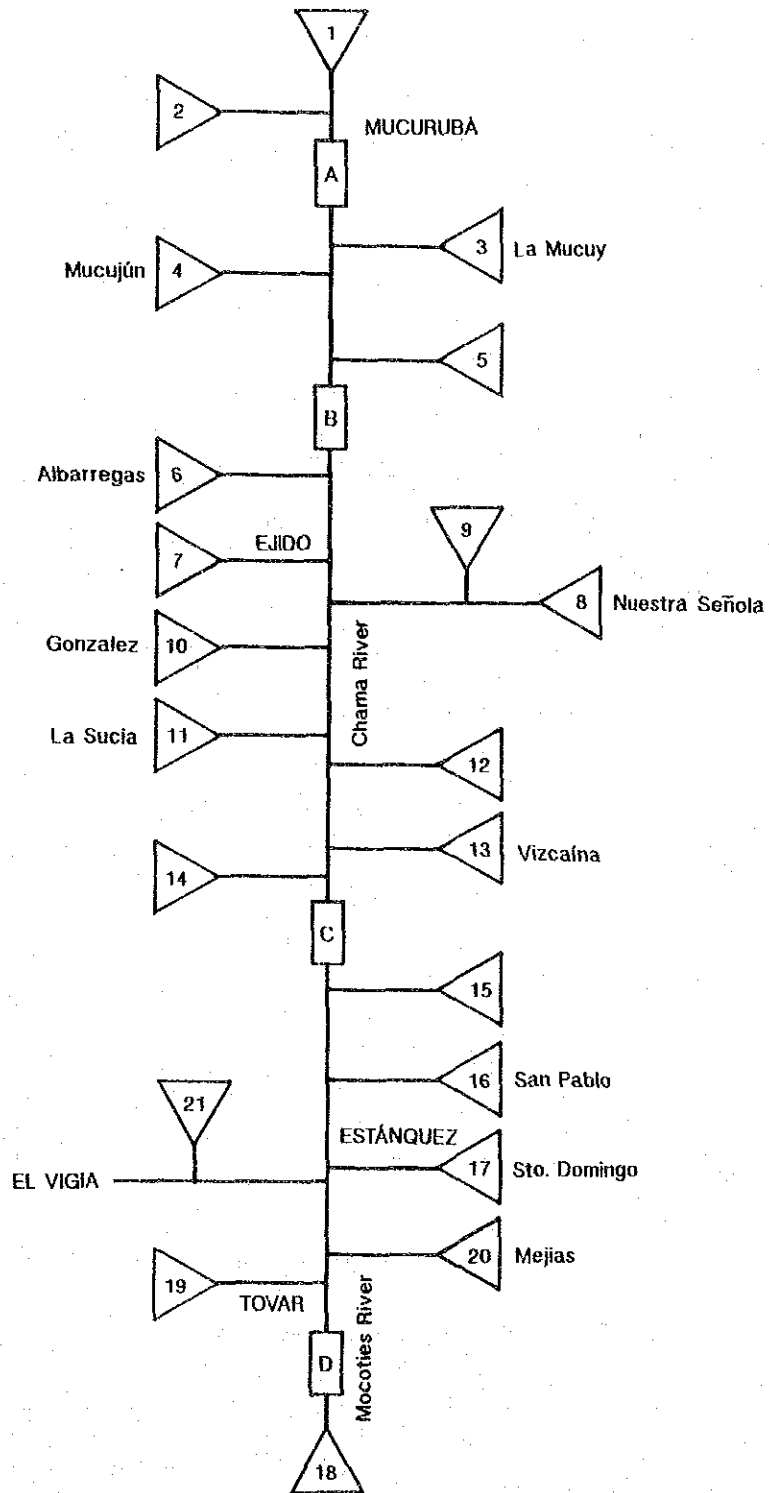 1
2
MUCURUBÁ
A
3 La Mucuy
Mucujún 4
5
B
Albarregas 6
9
EJIDO
7
8 Nuestra Señola
Gonzalez 10
Chama River
La Sucia 11
12
13 Vizcaína
14
C
15
16 San Pablo
21
ESTÁNQUEZ
17 Sto. Domingo
EL VIGIA
20 Mejias
19
TOVAR
Mocoties River
D
18